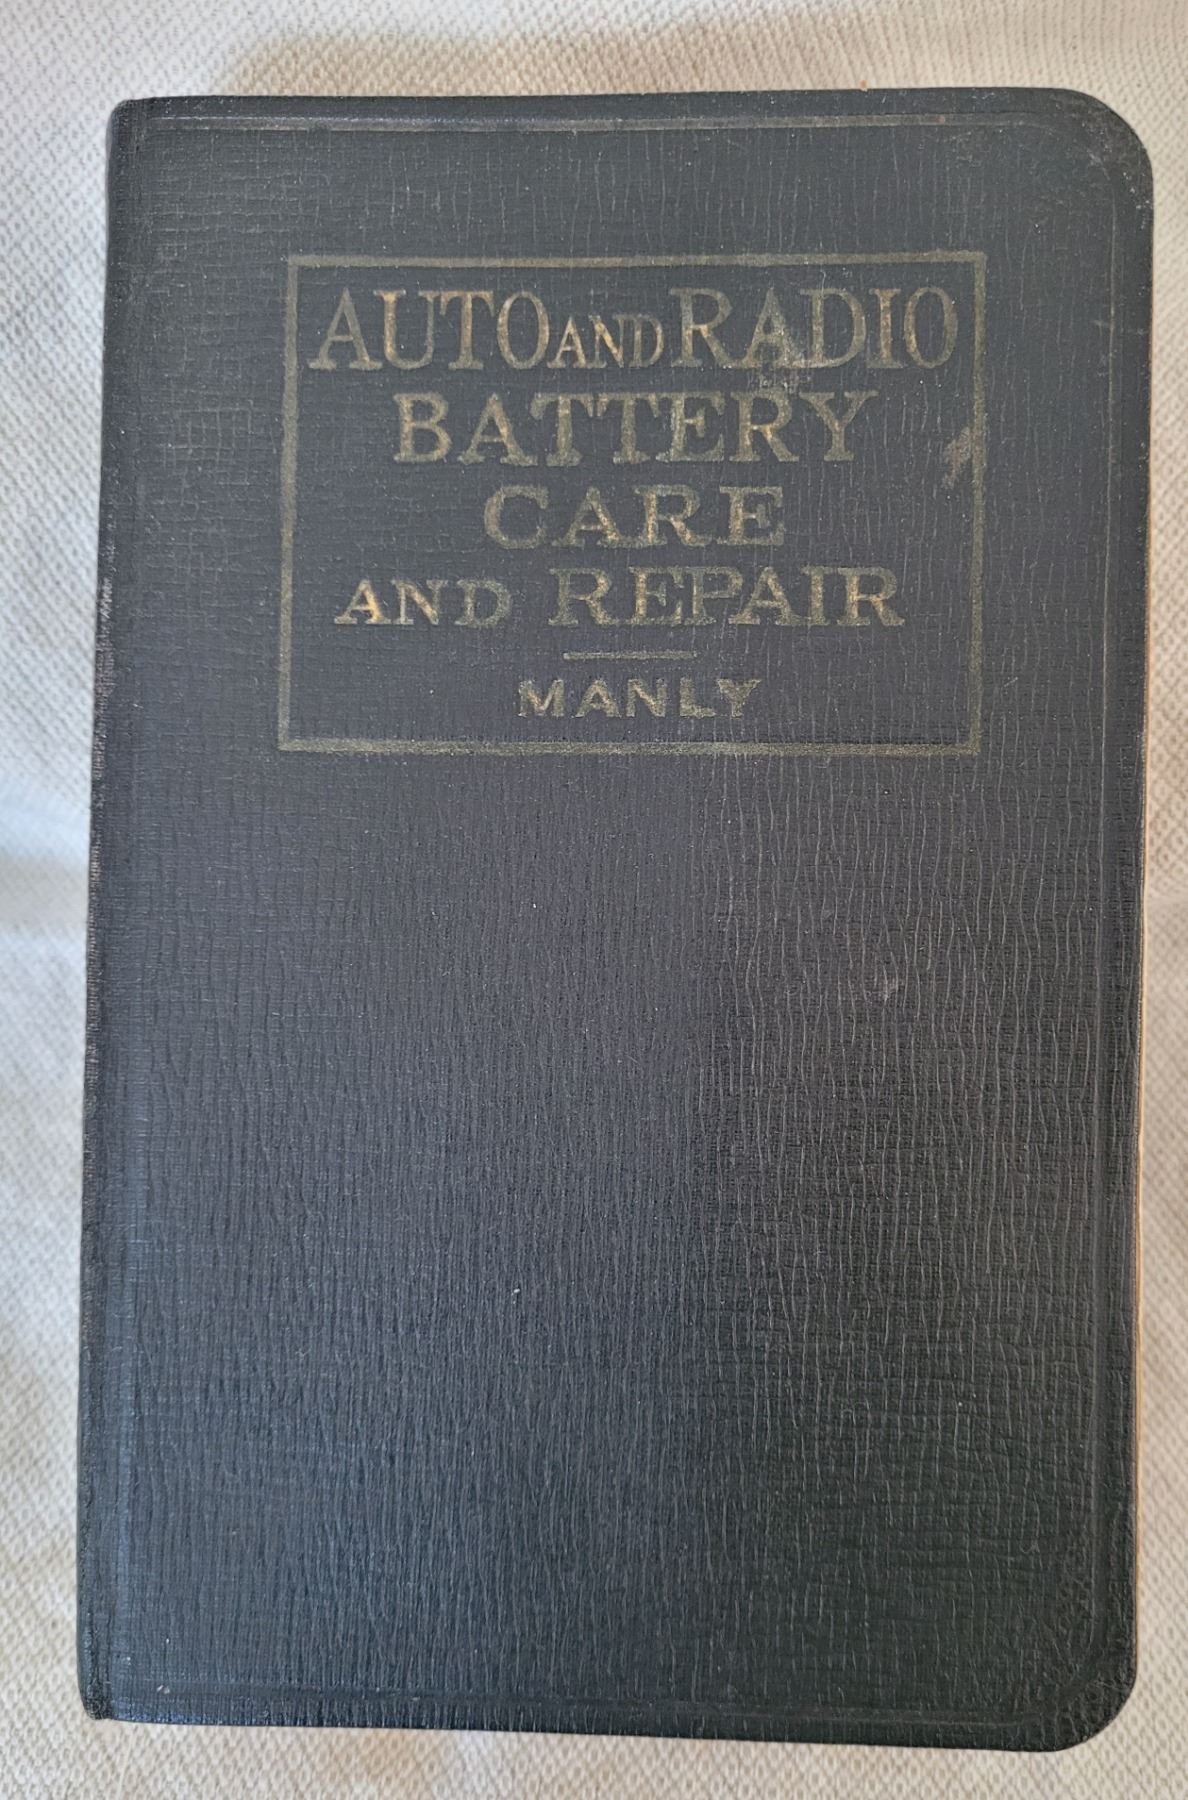 AUTO AND RADIO
BATTERY
CARE
AND REPAIR
MANLY